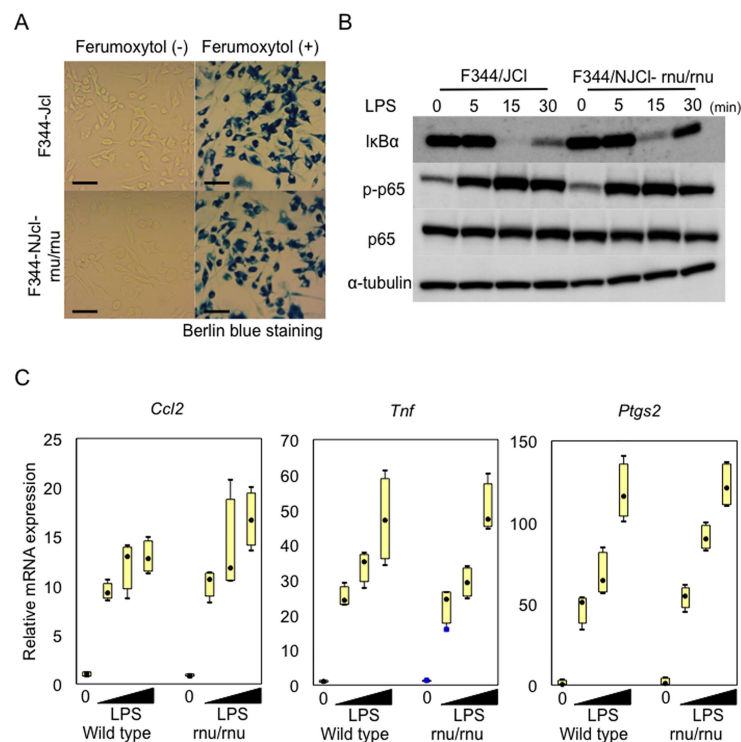 A
Ferumoxytol (-) Ferumoxytol (+)
F344-Jcl
F344-NJcl-
rnu/rnu
Berlin blue staining
B
F344/JCl F344/NJCl- rnu/rnu
LPS 0 5 15 30 0 5 15 30 (min)
IκBα
p-p65
p65
α-tubulin
C
Ccl2 Tnf Ptgs2
Relative mRNA expression
25
20
15
10
5
0
0 0
LPS LPS
Wild type rnu/rnu
70
60
50
40
30
20
10
0
0 0
LPS LPS
Wild type rnu/rnu
150
100
50
0
0 0
LPS LPS
Wild type rnu/rnu